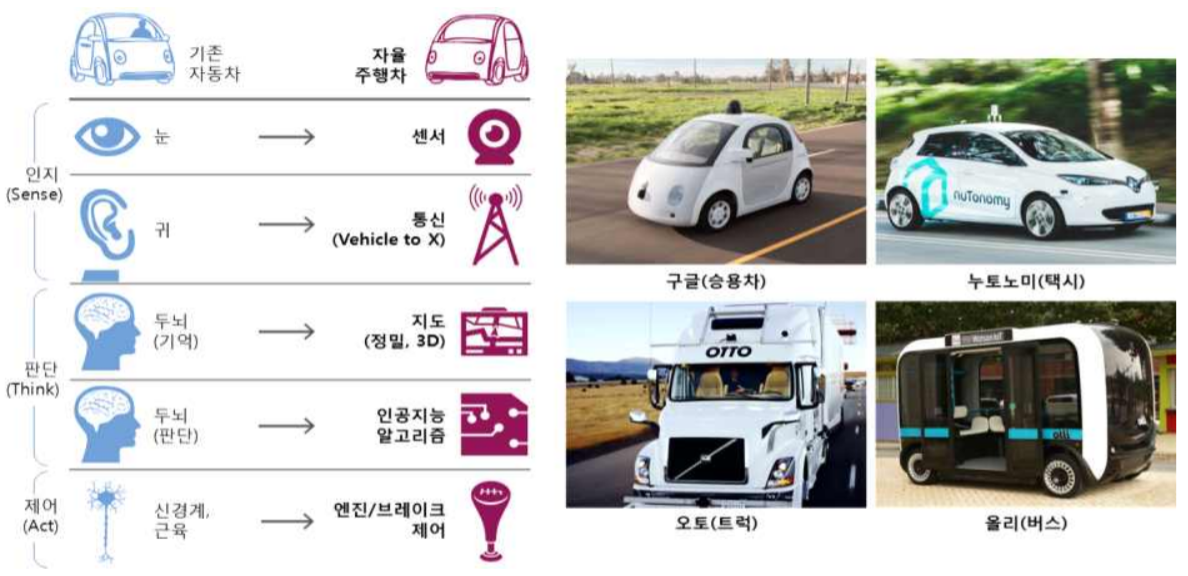 기존
자동차
자율
주행차
인지
(Sense)
눈
센서
귀
통신
(Vehicle to X)
판단
(Think)
두뇌
(기억)
지도
(정밀, 3D)
두뇌
(판단)
인공지능
알고리즘
제어
(Act)
신경계,
근육
엔진/브레이크
제어
nuTonomy
구글(승용차)
누토노미(택시)
OTTO
olli
오토(트럭)
올리(버스)